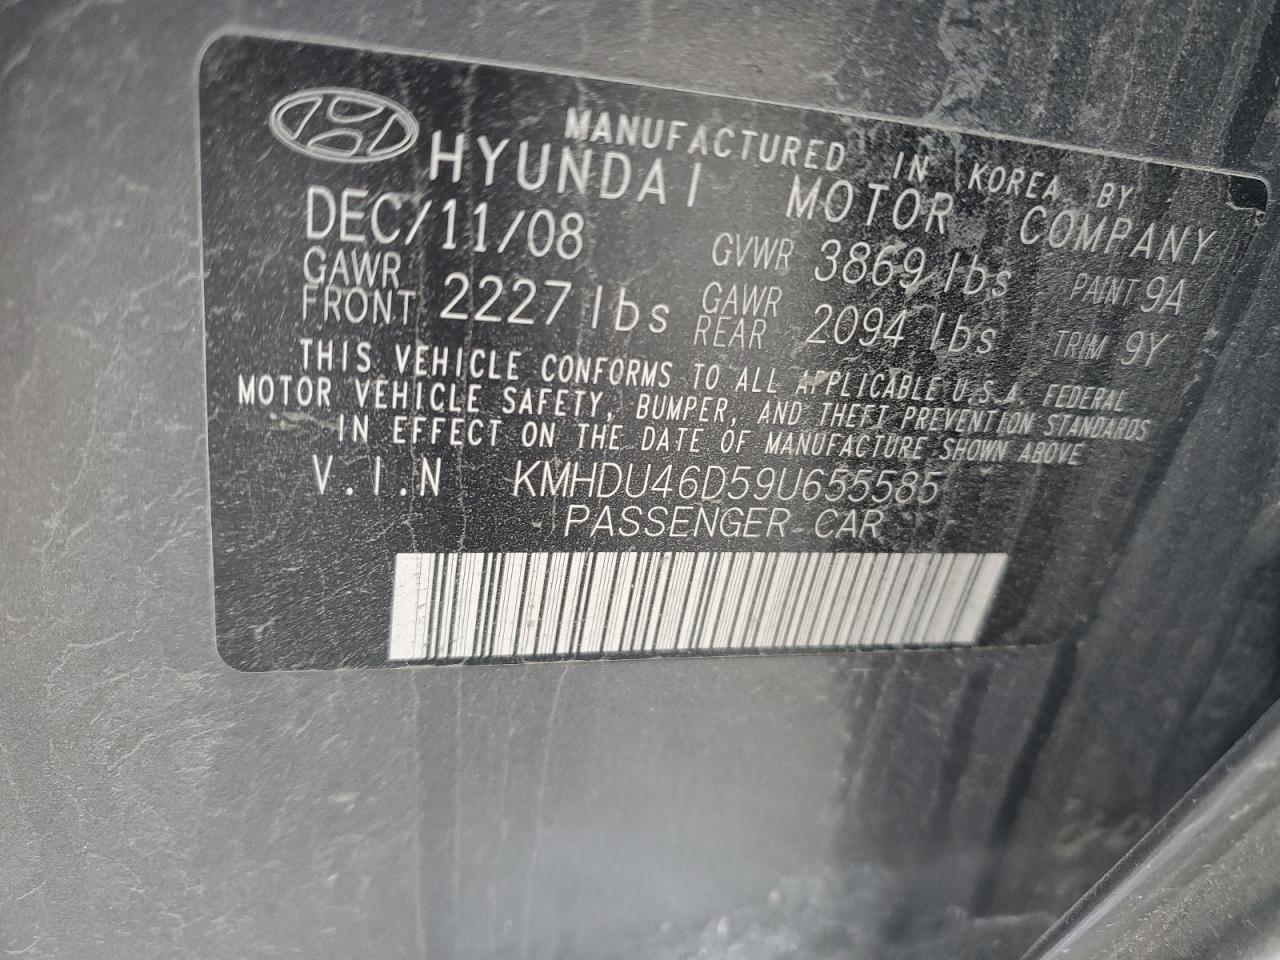 MANUFACTURED IN KOREA BY
HYUNDAI MOTOR COMPANY
DEC/11/08 GVWR 3869 lbs PAINT 9A
GAWR FRONT 2227 lbs GAWR REAR 2094 lbs TRIM 9Y
THIS VEHICLE CONFORMS TO ALL APPLICABLE U.S.A. FEDERAL
MOTOR VEHICLE SAFETY, BUMPER, AND THEFT PREVENTION STANDARDS
IN EFFECT ON THE DATE OF MANUFACTURE SHOWN ABOVE
V.I.N KMHDU46D59U655585
PASSENGER CAR